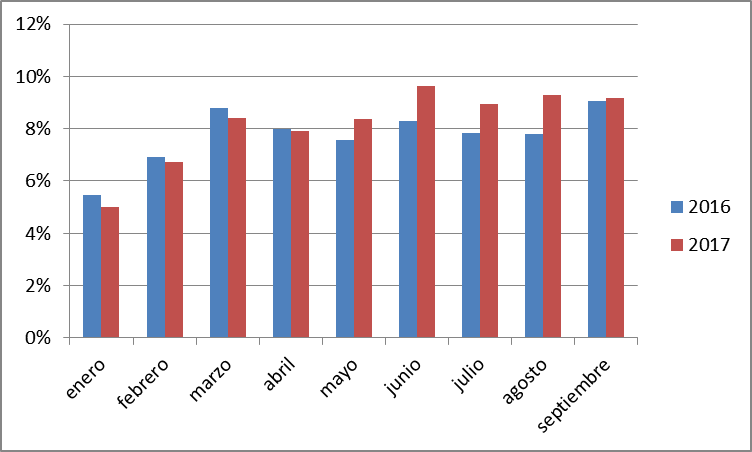 12%
10%
8%
6%
4%
2%
0%
enero
febrero
marzo
abril
mayo
junio
julio
agosto
septiembre
2016
2017